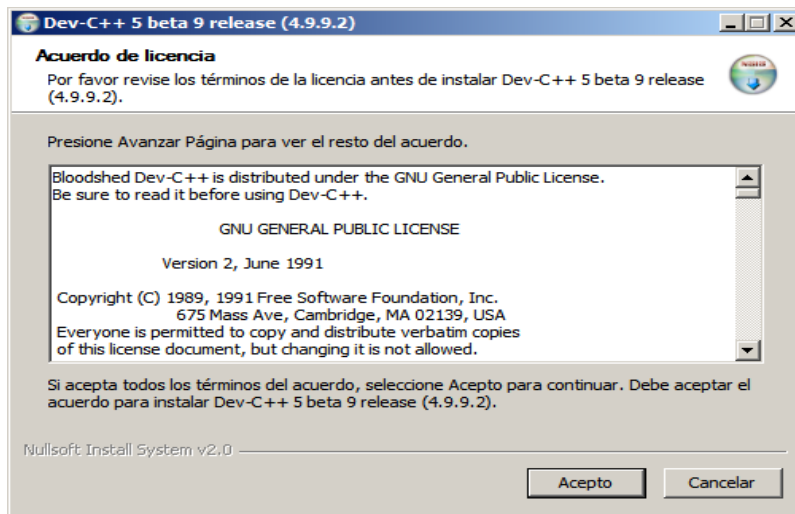 Dev-C++ 5 beta 9 release (4.9.9.2)
Acuerdo de licencia
Por favor revise los términos de la licencia antes de instalar Dev-C++ 5 beta 9 release
(4.9.9.2).
Presione Avanzar Página para ver el resto del acuerdo.
Bloodshed Dev-C++ is distributed under the GNU General Public License.
Be sure to read it before using Dev-C++.
GNU GENERAL PUBLIC LICENSE
Version 2, June 1991
Copyright (C) 1989, 1991 Free Software Foundation, Inc.
675 Mass Ave, Cambridge, MA 02139, USA
Everyone is permitted to copy and distribute verbatim copies
of this license document, but changing it is not allowed.
Si acepta todos los términos del acuerdo, seleccione Acepto para continuar. Debe aceptar el
acuerdo para instalar Dev-C++ 5 beta 9 release (4.9.9.2).
Nullsoft Install System v2.0
Acepto
Cancelar